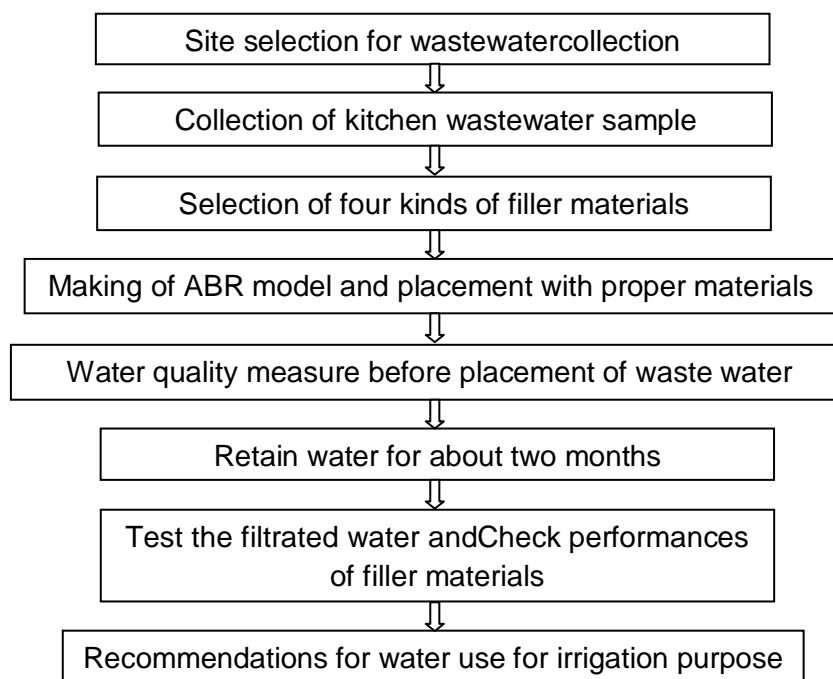 Site selection for wastewatercollection
Collection of kitchen wastewater sample
Selection of four kinds of filler materials
Making of ABR model and placement with proper materials
Water quality measure before placement of waste water
Retain water for about two months
Test the filtrated water andCheck performances
of filler materials
Recommendations for water use for irrigation purpose